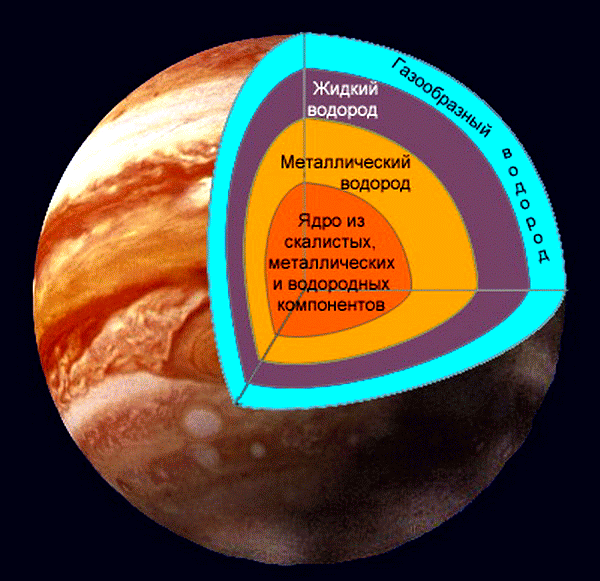 Газообразный водород
Жидкий
водород
Металлический
водород
Ядро из
скалистых,
металлических
и водородных
компонентов